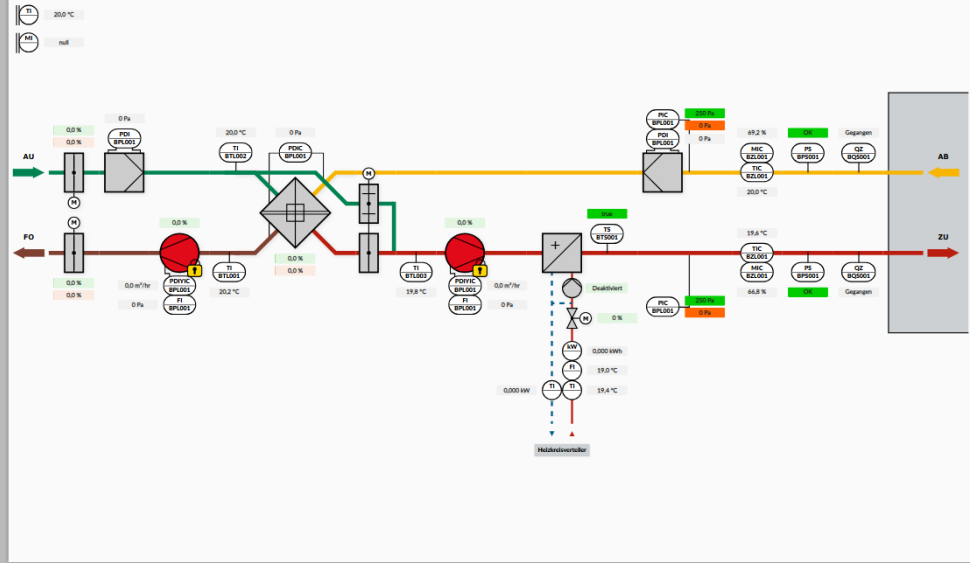 TI
20,0 °C
MI
null
0,0 %
0,0 %
0 Pa
PDI
BPL001
20,0 °C
TI
BTL002
0 Pa
PDIC
BPL001
M
PIC
BPL001
PDI
BPL001
250 Pa
0 Pa
0 Pa
69,2 %
MIC
BZL001
TIC
BZL001
20,0 °C
OK
PS
BPS001
Gegangen
QZ
BQS001
AU
AB
M
M
FO
0,0 %
0,0 %
0,0 %
PDIYIC
BPL001
FI
BPL001
0,0 m³/hr
0 Pa
TI
BTL001
20,2 °C
0,0 %
0,0 %
TI
BTL003
19,8 °C
0,0 %
PDIYIC
BPL001
FI
BPL001
0,0 m³/hr
0 Pa
true
TS
BTS001
+
Deaktiviert
M
0 %
kW
0,000 kWh
FI
19,0 °C
0,000 kW
TI
TI
19,4 °C
Heizkreisverteiler
PIC
BPL001
250 Pa
0 Pa
19,6 °C
TIC
BZL001
MIC
BZL001
66,8 %
PS
BPS001
OK
QZ
BQS001
Gegangen
ZU